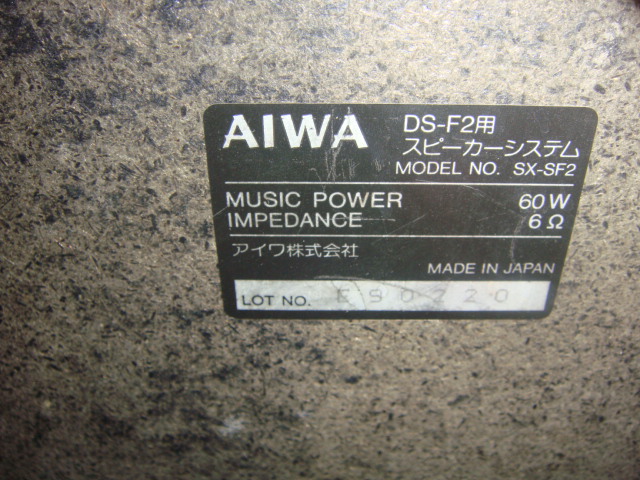 AIWA
DS-F2用
スピーカーシステム
MODEL NO. SX-SF2
MUSIC POWER 60W
IMPEDANCE 6Ω
アイワ株式会社
MADE IN JAPAN
LOT NO. E90220